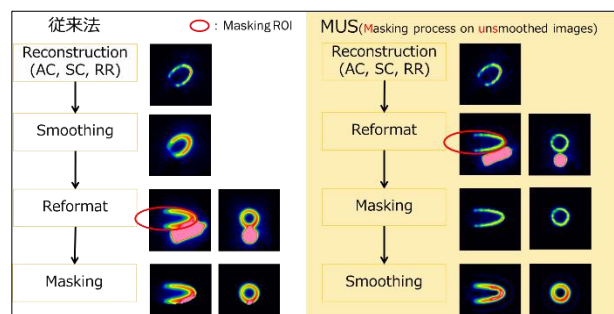 従来法
: Masking ROI
Reconstruction
(AC, SC, RR)
Smoothing
Reformat
Masking
MUS(Masking process on unsmoothed images)
Reconstruction
(AC, SC, RR)
Reformat
Masking
Smoothing